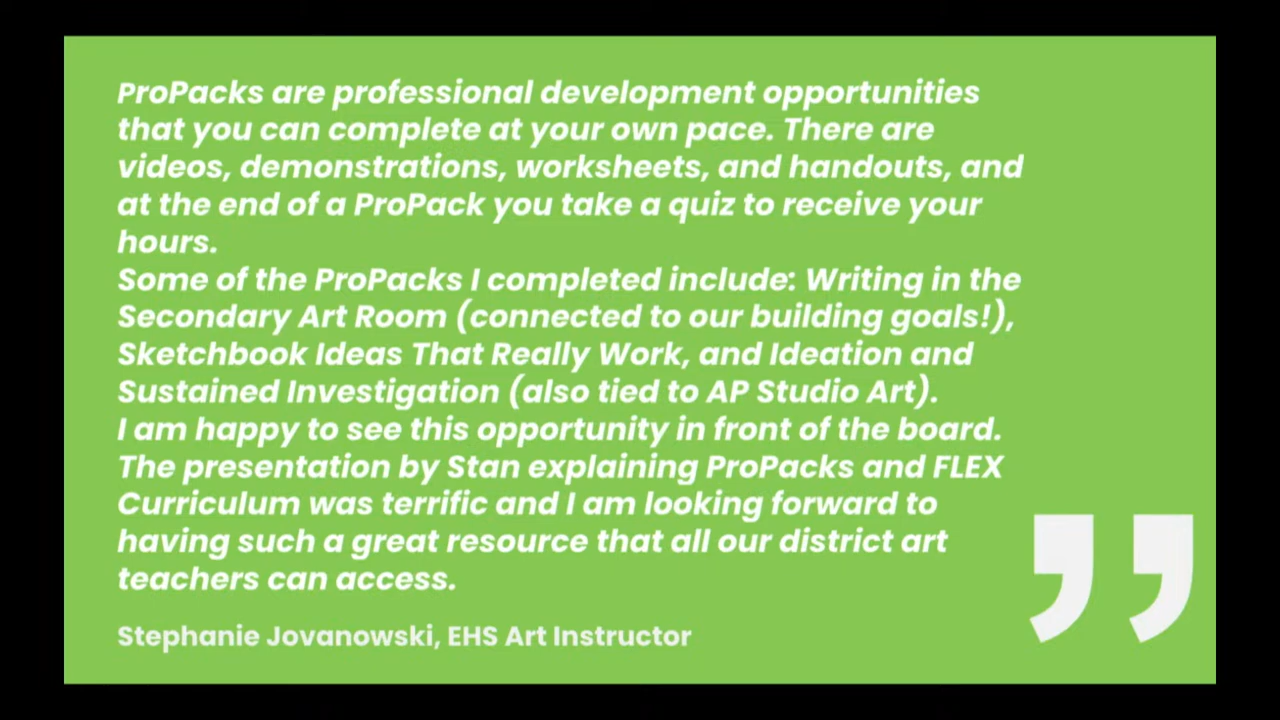 ProPacks are professional development opportunities
that you can complete at your own pace. There are
videos, demonstrations, worksheets, and handouts, and
at the end of a ProPack you take a quiz to receive your
hours.
Some of the ProPacks I completed include: Writing in the
Secondary Art Room (connected to our building goals!),
Sketchbook Ideas That Really Work, and Ideation and
Sustained Investigation (also tied to AP Studio Art).
I am happy to see this opportunity in front of the board.
The presentation by Stan explaining ProPacks and FLEX
Curriculum was terrific and I am looking forward to
having such a great resource that all our district art
teachers can access.
”
Stephanie Jovanowski, EHS Art Instructor